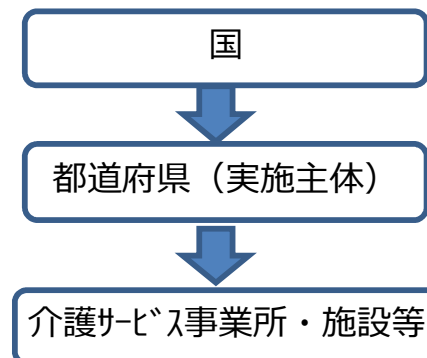 国
都道府県（実施主体）
介護ｻｰﾋﾞｽ事業所・施設等